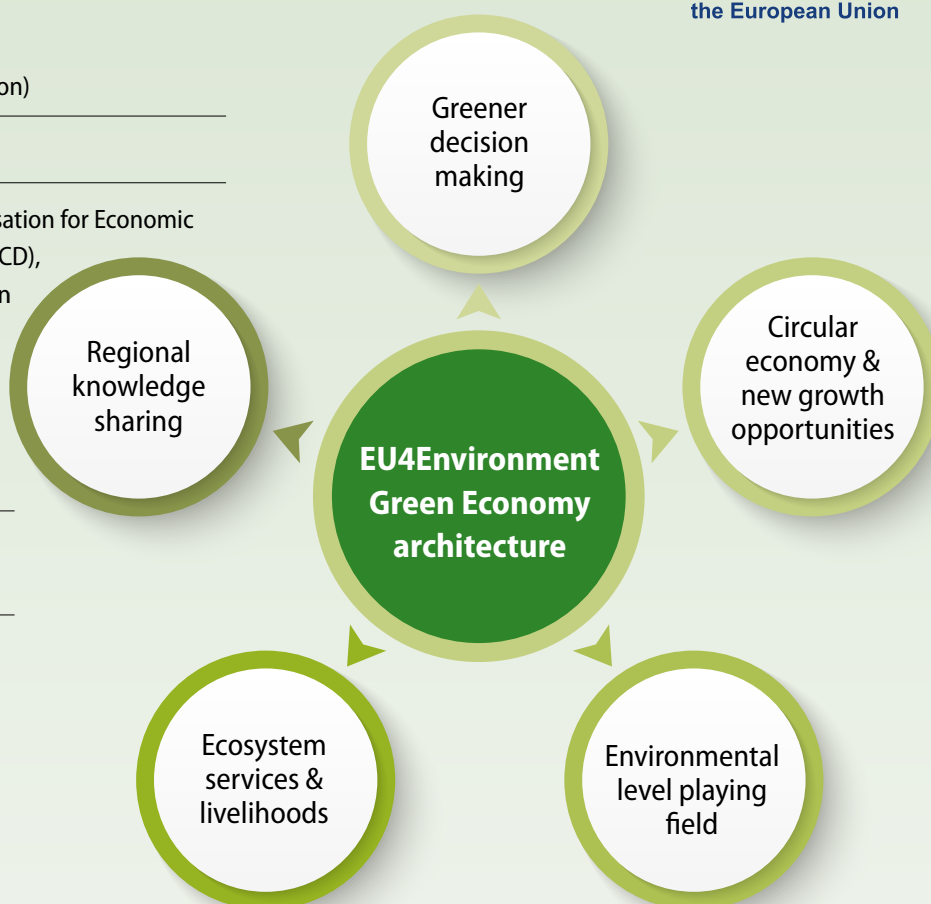 the European Union
on)
sation for Economic
CD),
n
Greener
decision
making
Regional
knowledge
sharing
Circular
economy &
new growth
opportunities
EU4Environment
Green Economy
architecture
Ecosystem
services &
livelihoods
Environmental
level playing
field